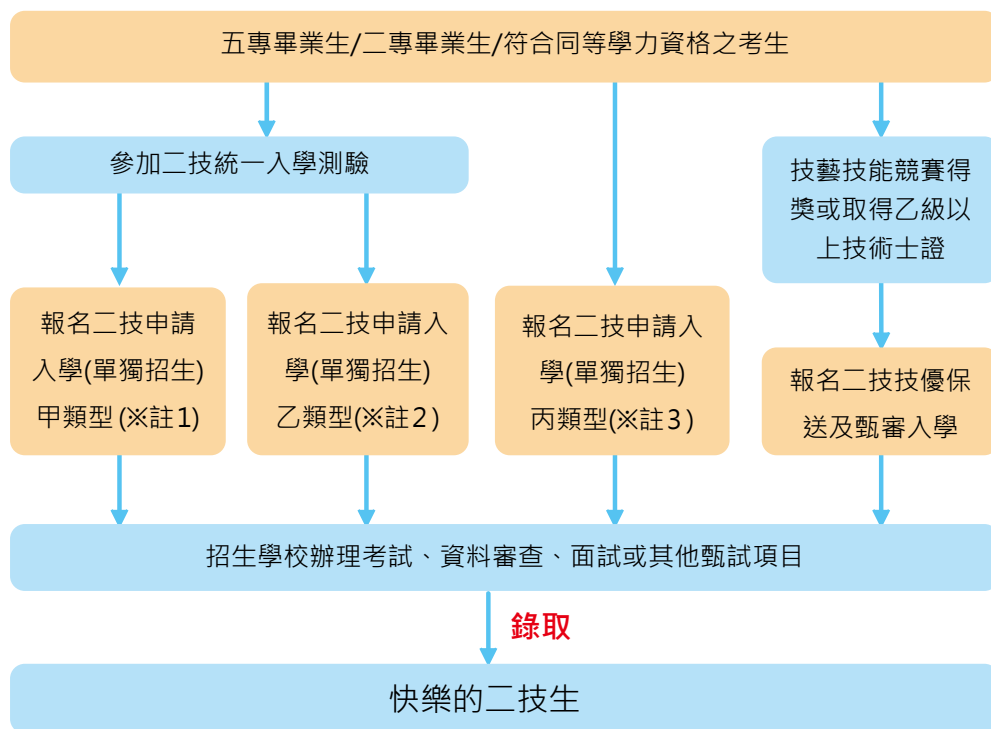 五專畢業生/二專畢業生/符合同等學力資格之考生
參加二技統一入學測驗
技藝技能競賽得
獎或取得乙級以
上技術士證
報名二技申請
入學(單獨招生)
甲類型(※註1)
報名二技申請入
學(單獨招生)
乙類型(※註2)
報名二技申請入
學(單獨招生)
丙類型(※註3)
報名二技技優保
送及甄審入學
招生學校辦理考試、資料審查、面試或其他甄試項目
錄取
快樂的二技生